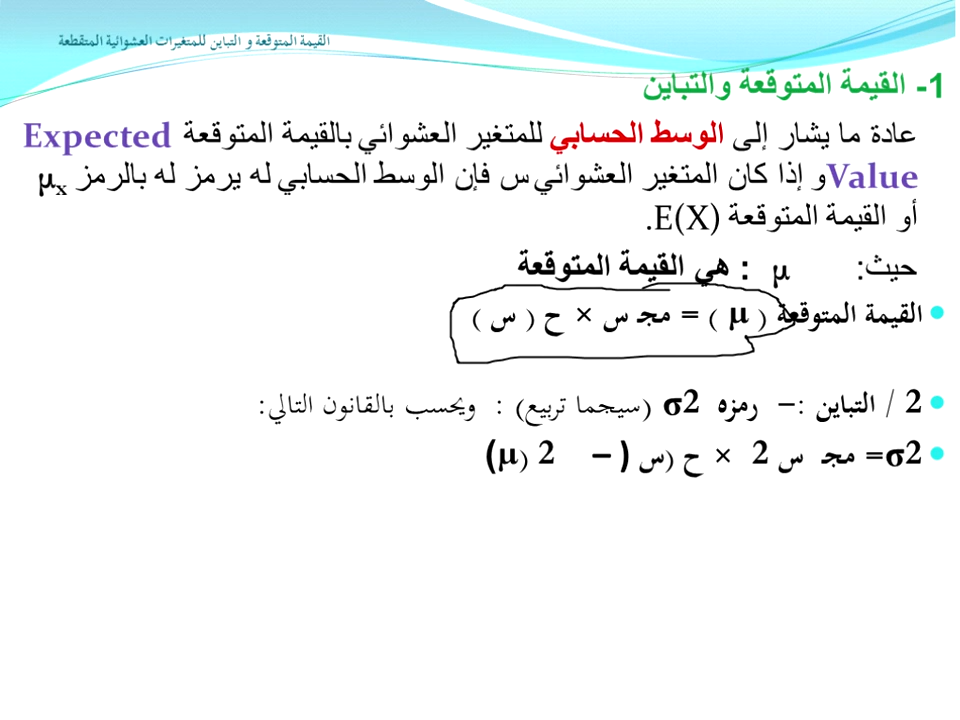 القيمة المتوقعة و التباين للمتغيرات العشوائية المتقطعة
1- القيمة المتوقعة والتباين
عادة ما يشار إلى الوسط الحسابي للمتغير العشوائي بالقيمة المتوقعة Expected
Value و إذا كان المتغير العشوائي س فإن الوسط الحسابي له يرمز له بالرمز μx
أو القيمة المتوقعة E(X).
حيث: μ : هي القيمة المتوقعة
القيمة المتوقعة ( μ ) = مجـ س × ح ( س )
2 / التباين :– رمزه σ2 (سيجما تربيع) : ويحسب بالقانون التالي:
σ2= مجـ س 2 × ح (س ) – 2 (μ)